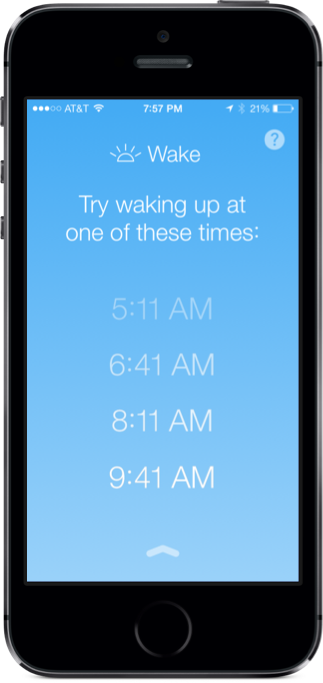 AT&T 7:57 PM 21%
?
Wake
Try waking up at
one of these times:
5:11 AM
6:41 AM
8:11 AM
9:41 AM